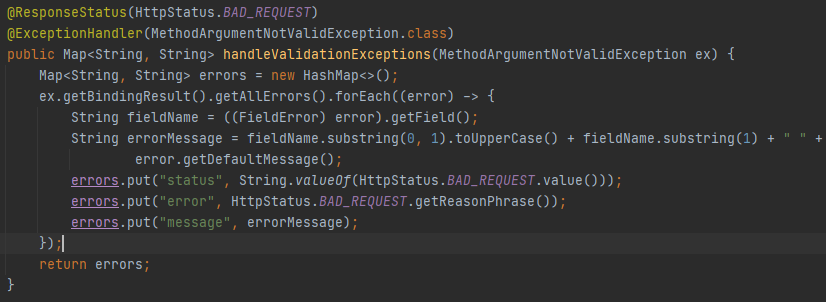 @ResponseStatus(HttpStatus.BAD_REQUEST)
@ExceptionHandler(MethodArgumentNotValidException.class)
public Map<String, String> handleValidationExceptions(MethodArgumentNotValidException ex) {
    Map<String, String> errors = new HashMap<>();
    ex.getBindingResult().getAllErrors().forEach((error) -> {
        String fieldName = ((FieldError) error).getField();
        String errorMessage = fieldName.substring(0, 1).toUpperCase() + fieldName.substring(1) + " " +
                error.getDefaultMessage();
        errors.put("status", String.valueOf(HttpStatus.BAD_REQUEST.value()));
        errors.put("error", HttpStatus.BAD_REQUEST.getReasonPhrase());
        errors.put("message", errorMessage);
    });
    return errors;
}